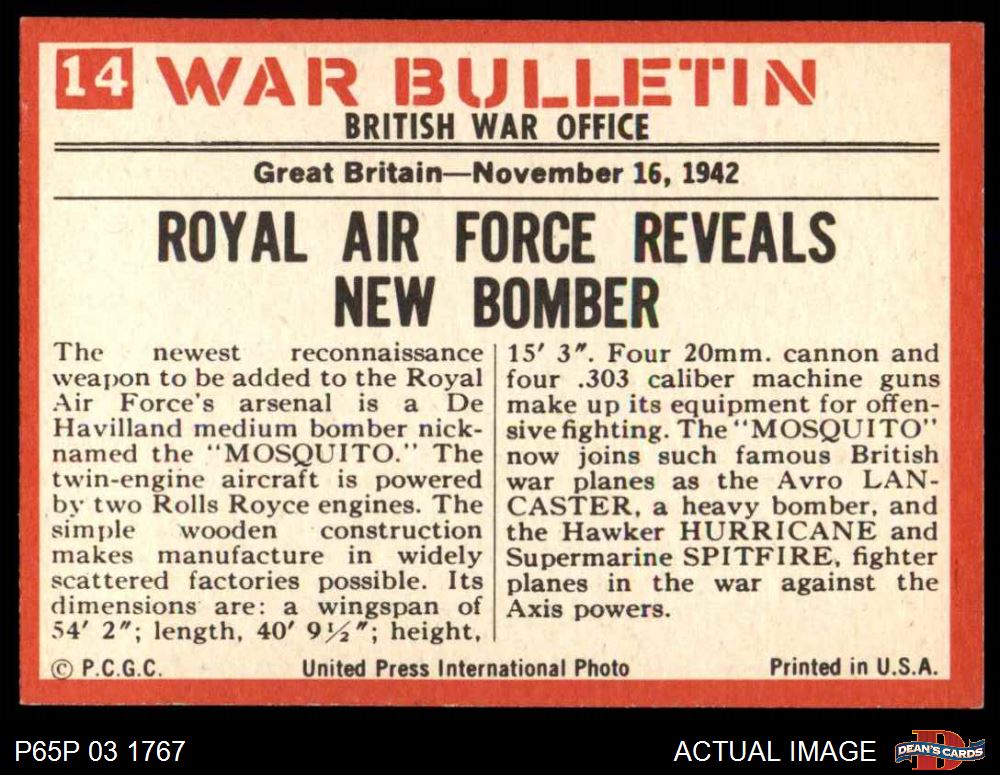 14 WAR BULLETIN
BRITISH WAR OFFICE
Great Britain—November 16, 1942
ROYAL AIR FORCE REVEALS
NEW BOMBER
The newest reconnaissance
weapon to be added to the Royal
Air Force's arsenal is a De
Havilland medium bomber nick-
named the "MOSQUITO." The
twin-engine aircraft is powered
by two Rolls Royce engines. The
simple wooden construction
makes manufacture in widely
scattered factories possible. Its
dimensions are: a wingspan of
54′ 2″; length, 40′ 9½″; height,
15′ 3″. Four 20mm. cannon and
four .303 caliber machine guns
make up its equipment for offen-
sive fighting. The "MOSQUITO"
now joins such famous British
war planes as the Avro LAN-
CASTER, a heavy bomber, and
the Hawker HURRICANE and
Supermarine SPITFIRE, fighter
planes in the war against the
Axis powers.
© P.C.G.C. United Press International Photo Printed in U.S.A.
P65P 03 1767 ACTUAL IMAGE DEAN'S CARDS